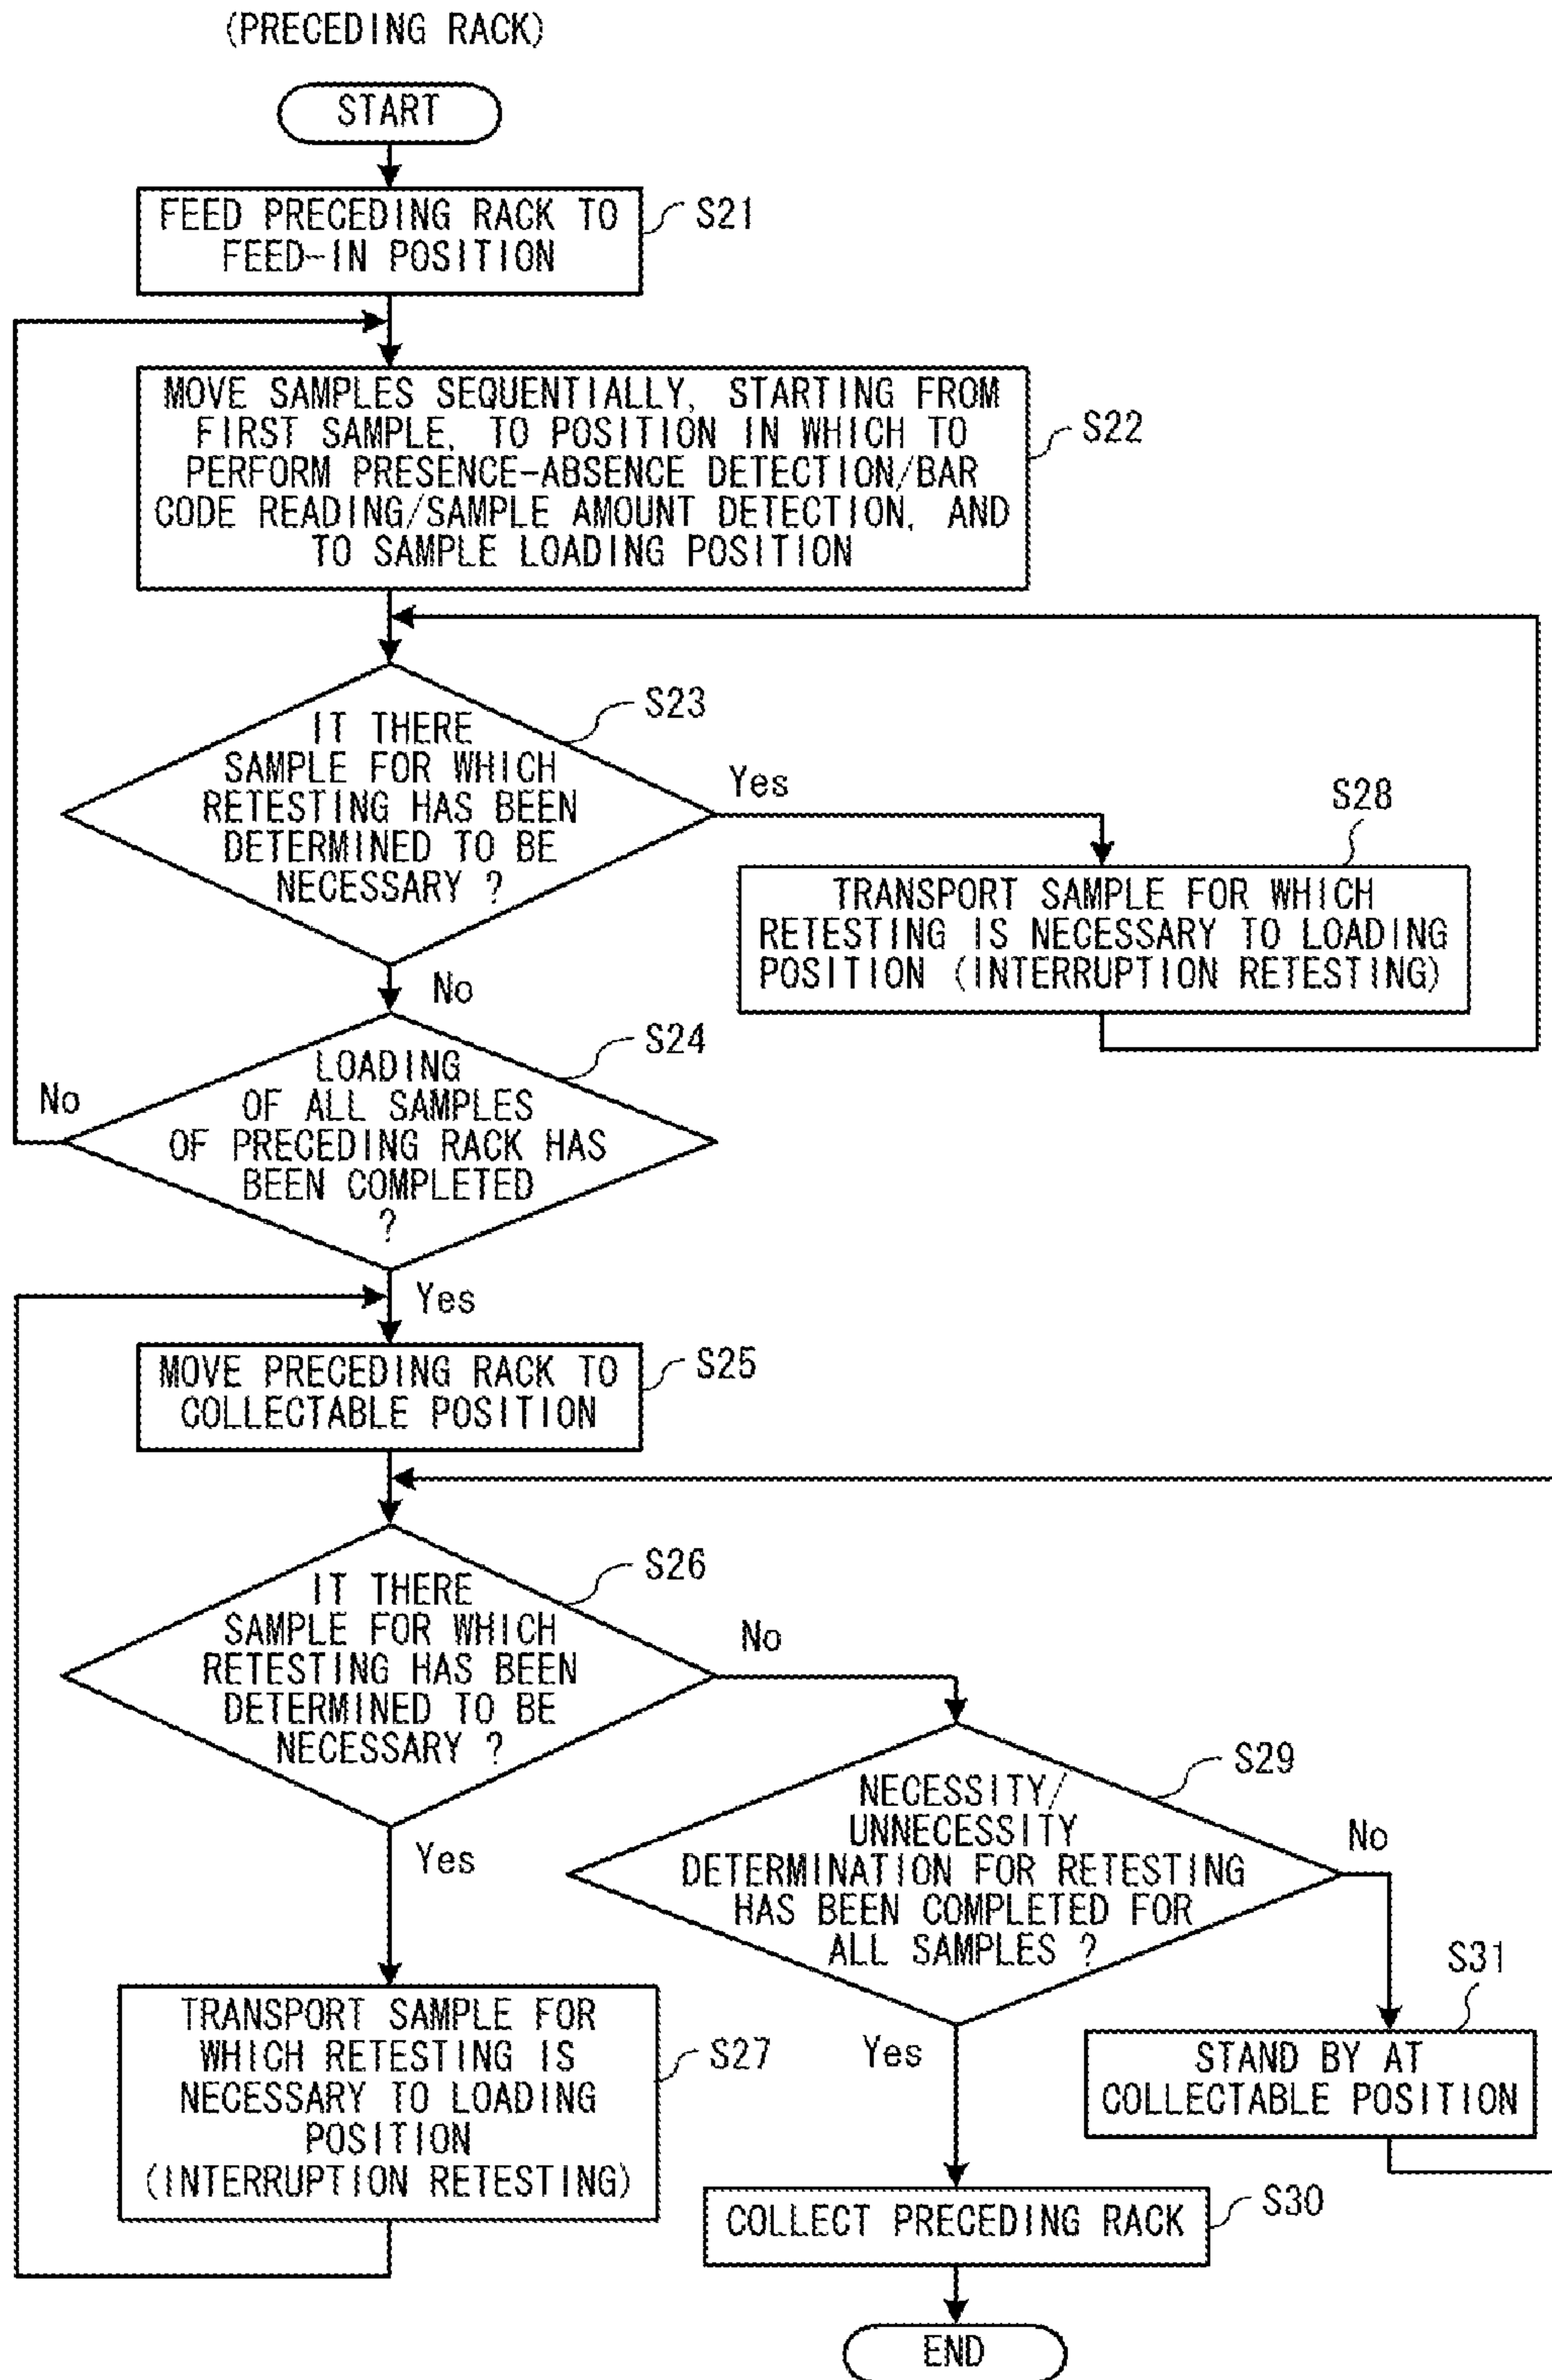 (PRECEDING RACK)
START
FEED PRECEDING RACK TO
FEED-IN POSITION
S21
MOVE SAMPLES SEQUENTIALLY, STARTING FROM
FIRST SAMPLE, TO POSITION IN WHICH TO
PERFORM PRESENCE-ABSENCE DETECTION/BAR
CODE READING/SAMPLE AMOUNT DETECTION, AND
TO SAMPLE LOADING POSITION
S22
IT THERE
SAMPLE FOR WHICH
RETESTING HAS BEEN
DETERMINED TO BE
NECESSARY ?
S23
Yes
No
S28
TRANSPORT SAMPLE FOR WHICH
RETESTING IS NECESSARY TO LOADING
POSITION (INTERRUPTION RETESTING)
LOADING
OF ALL SAMPLES
OF PRECEDING RACK HAS
BEEN COMPLETED
?
S24
No
Yes
MOVE PRECEDING RACK TO
COLLECTABLE POSITION
S25
IT THERE
SAMPLE FOR WHICH
RETESTING HAS BEEN
DETERMINED TO BE
NECESSARY ?
S26
No
Yes
NECESSITY/
UNNECESSITY
DETERMINATION FOR RETESTING
HAS BEEN COMPLETED FOR
ALL SAMPLES ?
S29
No
Yes
TRANSPORT SAMPLE FOR
WHICH RETESTING IS
NECESSARY TO LOADING
POSITION
(INTERRUPTION RETESTING)
S27
S31
STAND BY AT
COLLECTABLE POSITION
COLLECT PRECEDING RACK
S30
END